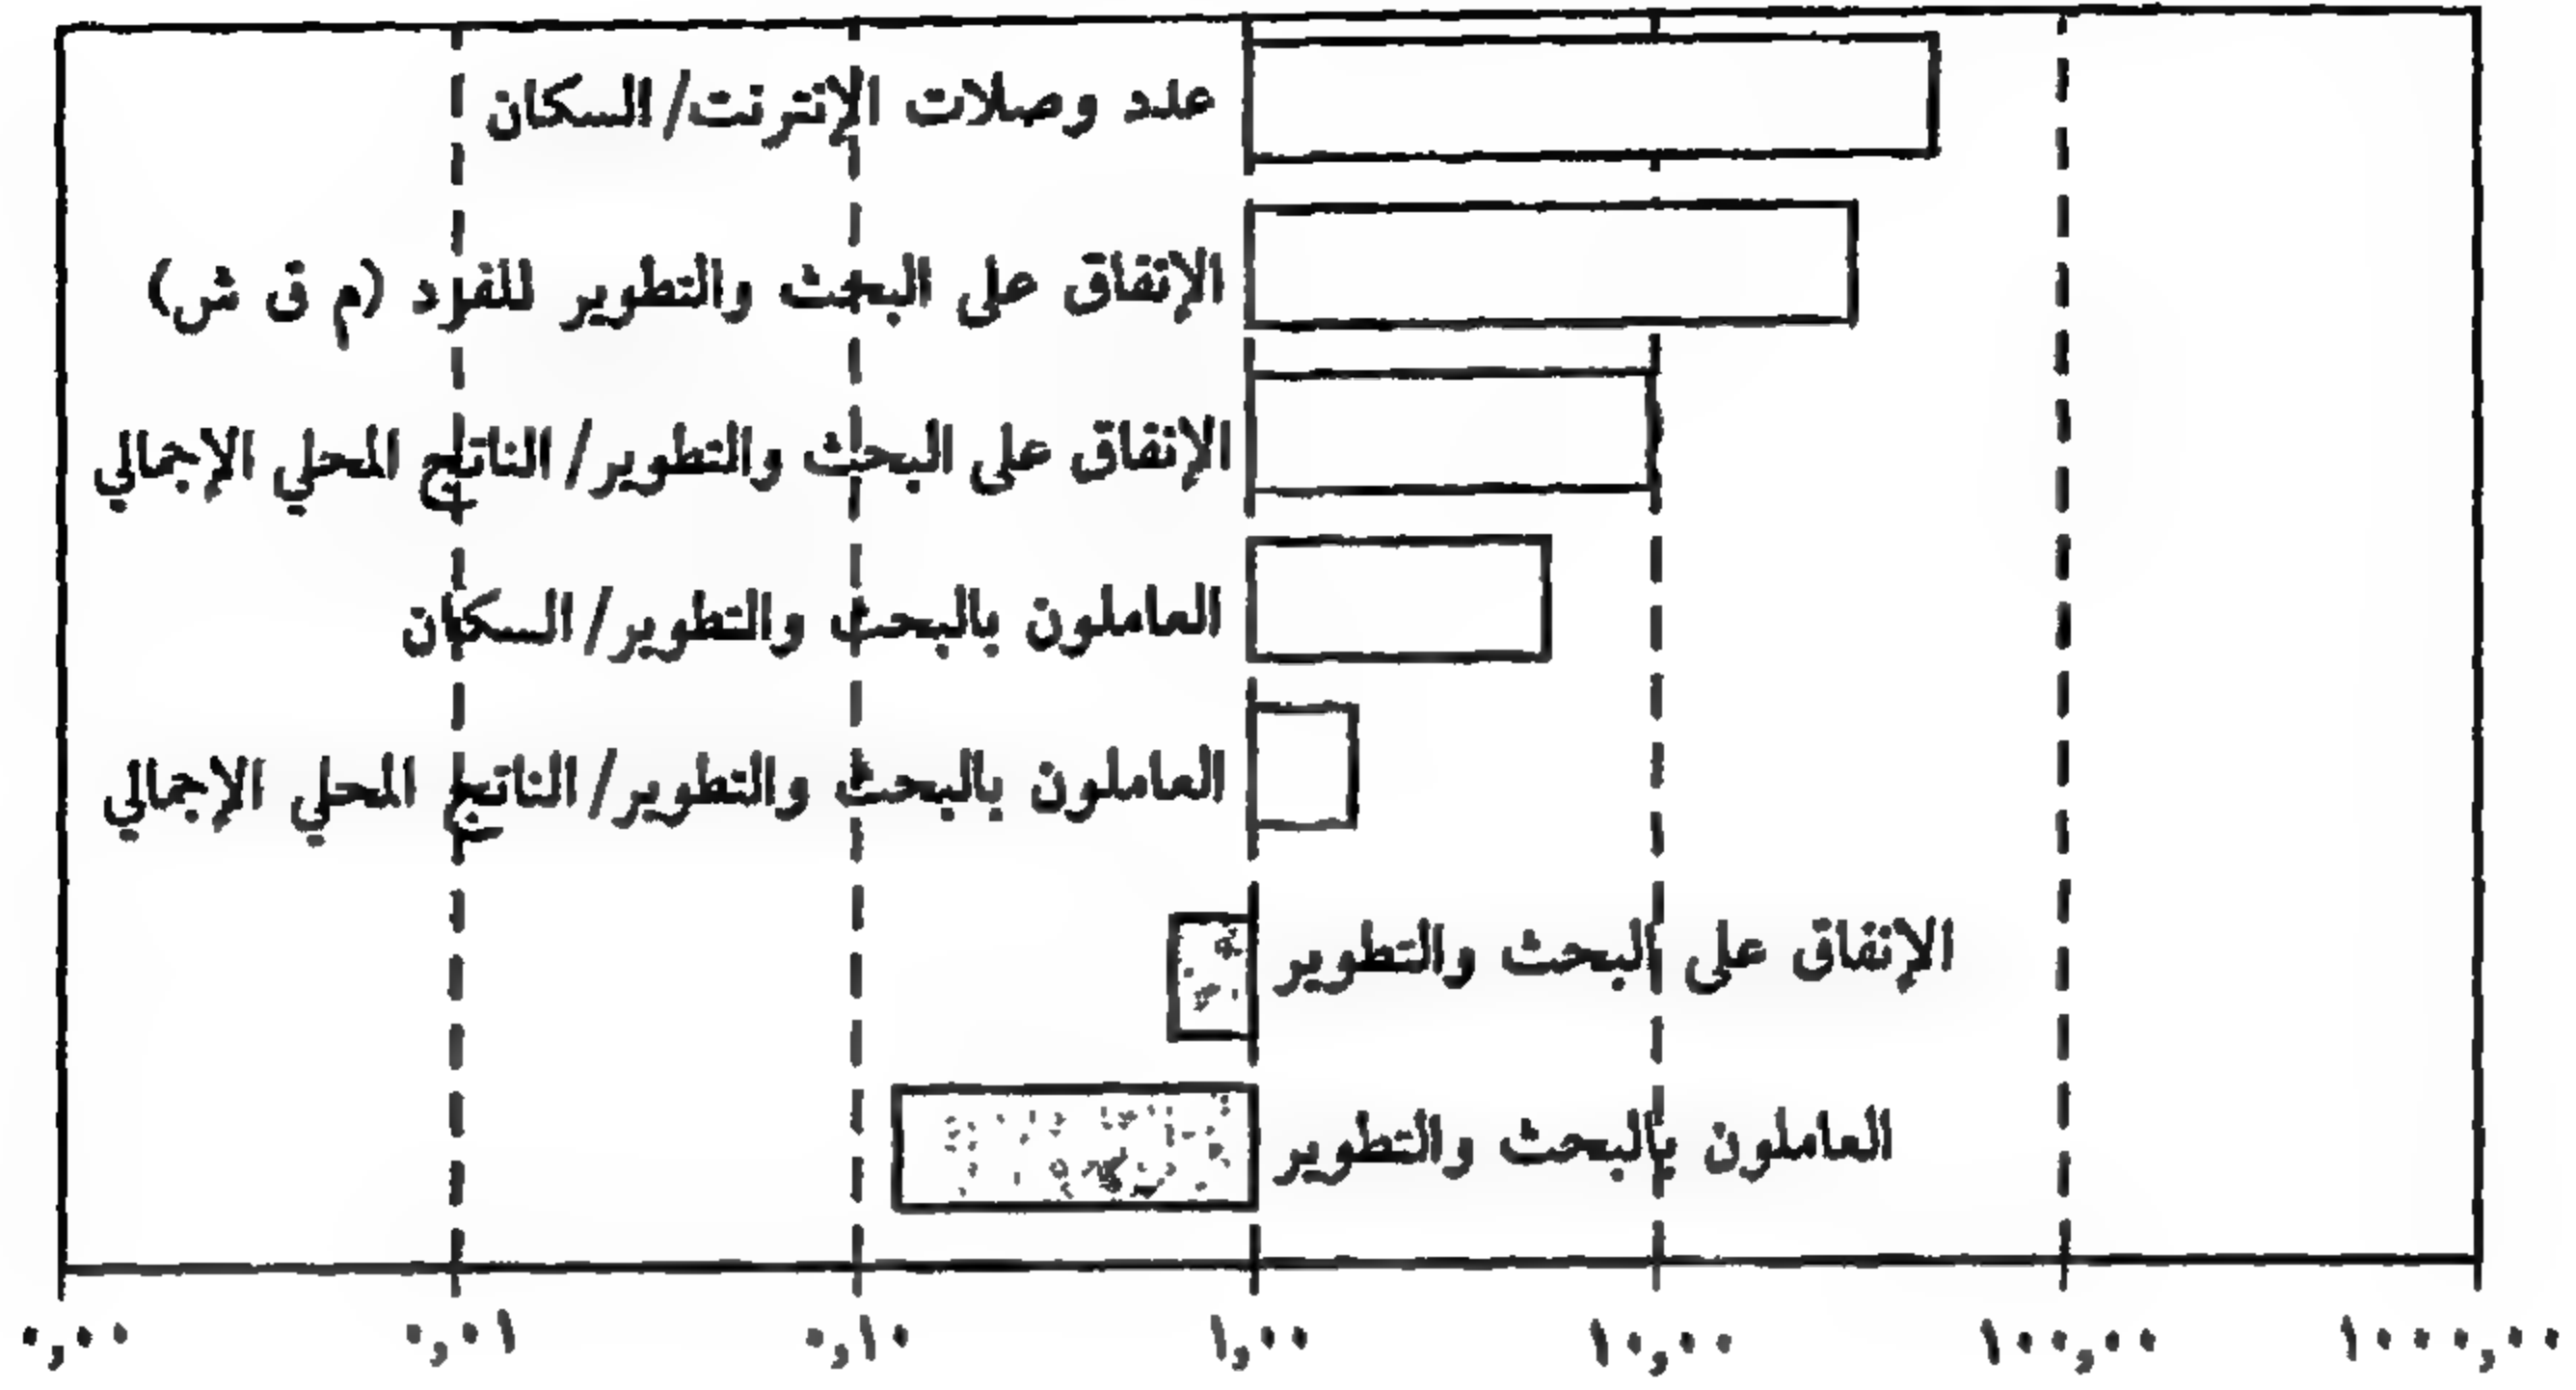 عدد وصلات الإنترنت/السكان
الإنفاق على البحث والتطوير للفرد (م ق ش)
الإنفاق على البحث والتطوير/الناتج المحلي الإجمالي
العاملون بالبحث والتطوير/السكان
العاملون بالبحث والتطوير/الناتج المحلي الإجمالي
الإنفاق على البحث والتطوير
العاملون بالبحث والتطوير
٠,٠٠ ٠,٠١ ٠,١٠ ١,٠٠ ١٠,٠٠ ١٠٠,٠٠ ١٠٠٠,٠٠